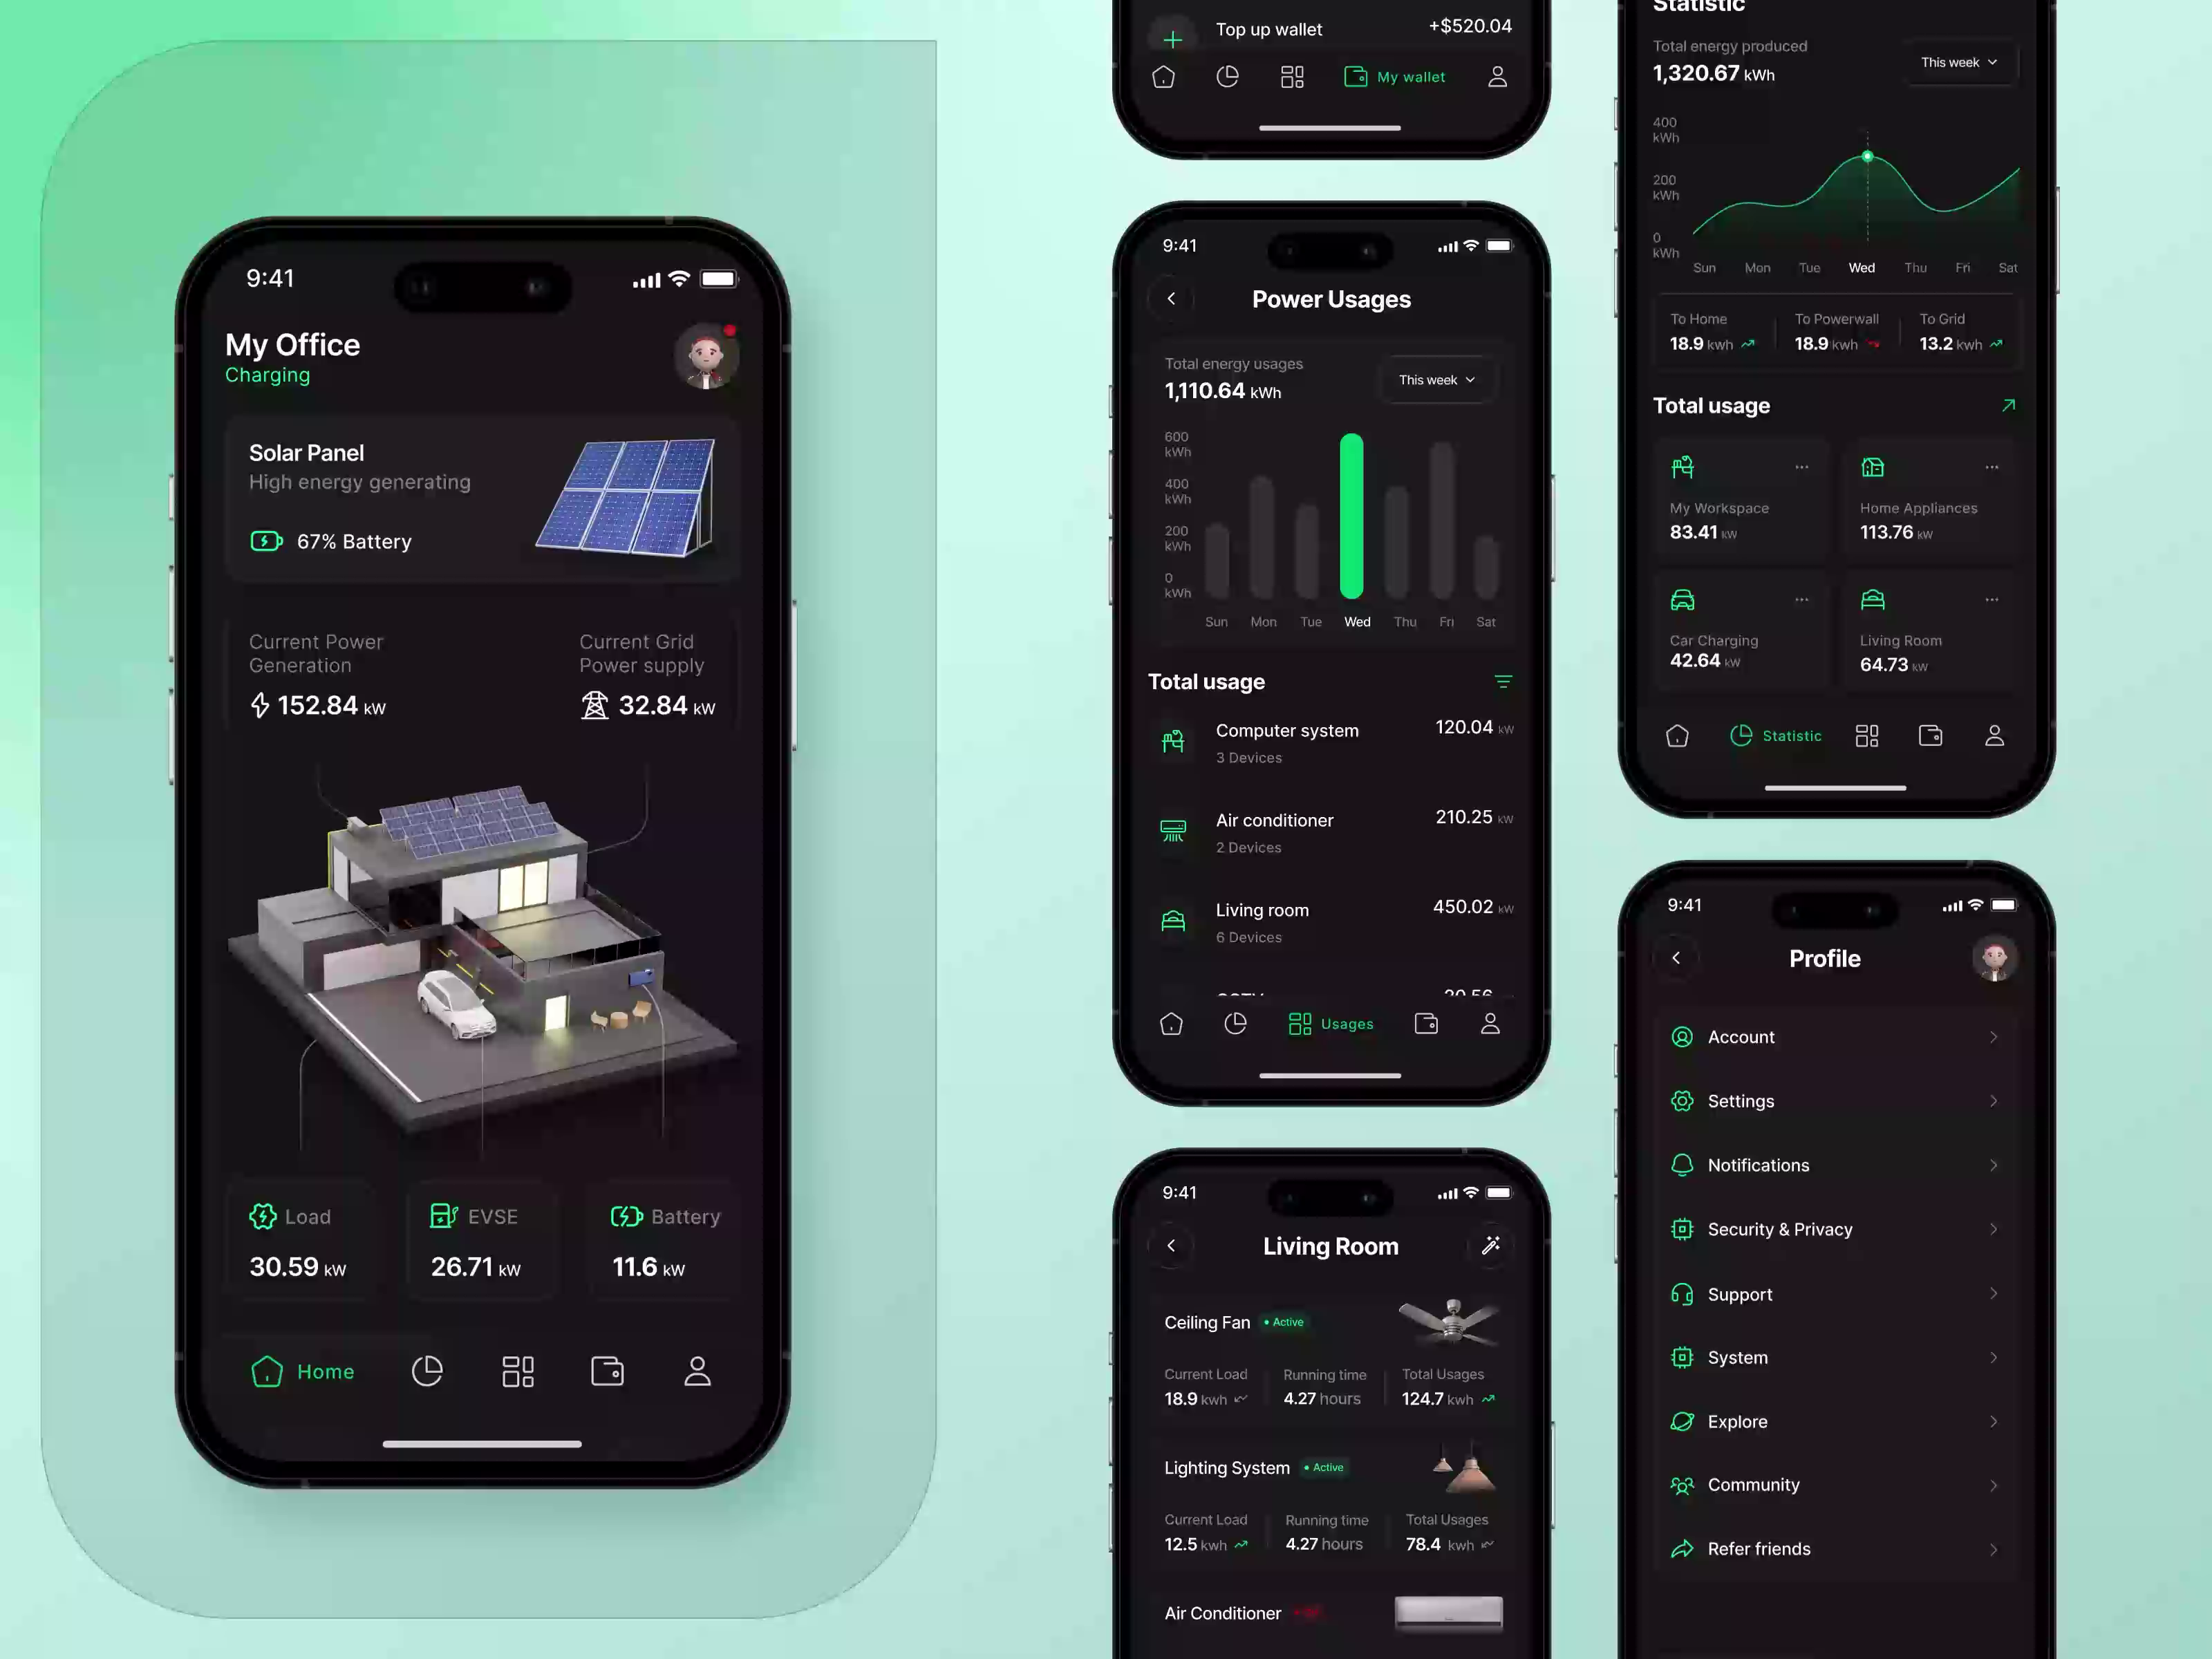 9:41
My Office
Charging
Solar Panel
High energy generating
67% Battery
Current Power
Generation
152.84 kW
Current Grid
Power supply
32.84 kW
Load
30.59 kW
EVSE
26.71 kW
Battery
11.6 kW
Home
Top up wallet
+$520.04
My wallet
9:41
Power Usages
Total energy usages
1,110.64 kWh
This week
600
kWh
400
kWh
200
kWh
0
kWh
Sun Mon Tue Wed Thu Fri Sat
Total usage
Computer system
3 Devices
120.04 kW
Air conditioner
2 Devices
210.25 kW
Living room
6 Devices
450.02 kW
Usages
9:41
Living Room
Ceiling Fan
• Active
Current Load
18.9 kwh
Running time
4.27 hours
Total Usages
124.7 kwh
Lighting System
• Active
Current Load
12.5 kwh
Running time
4.27 hours
Total Usages
78.4 kwh
Air Conditioner
Statistic
Total energy produced
1,320.67 kWh
This week
400
kWh
200
kWh
0
kWh
Sun Mon Tue Wed Thu Fri Sat
To Home
18.9 kwh
To Powerwall
18.9 kwh
To Grid
13.2 kwh
Total usage
My Workspace
83.41 kW
Home Appliances
113.76 kW
Car Charging
42.64 kW
Living Room
64.73 kW
Statistic
9:41
Profile
Account
Settings
Notifications
Security & Privacy
Support
System
Explore
Community
Refer friends